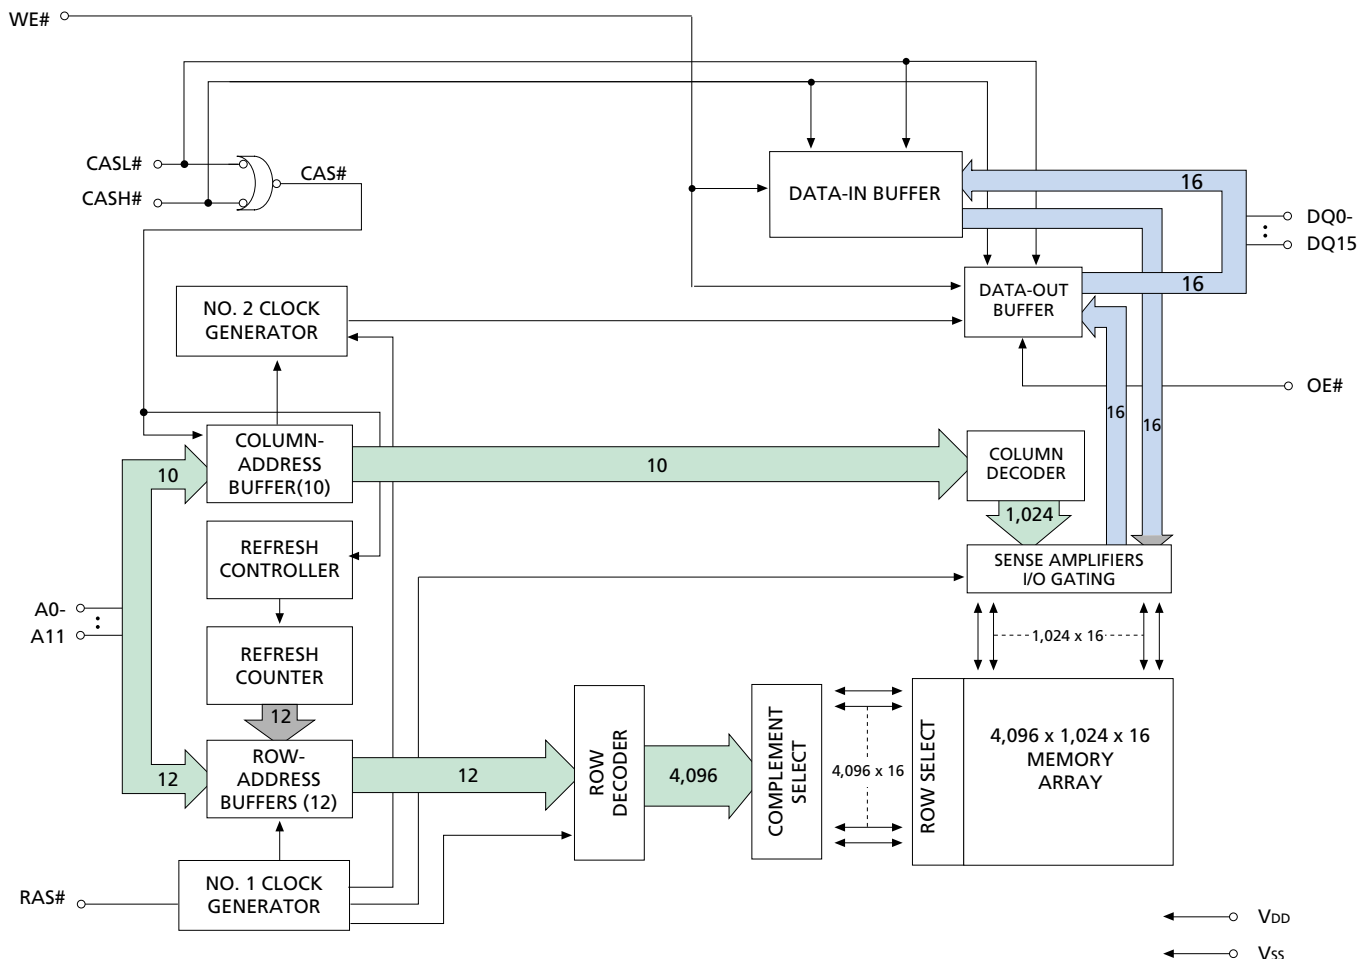 WE#
CASL#
CAS#
CASH#
DATA-IN BUFFER
16
DQ0-
DQ15
16
NO. 2 CLOCK
GENERATOR
DATA-OUT
BUFFER
OE#
16
16
COLUMN-
ADDRESS
BUFFER(10)
10
10
COLUMN
DECODER
1,024
REFRESH
CONTROLLER
SENSE AMPLIFIERS
I/O GATING
A0-
A11
1,024 x 16
REFRESH
COUNTER
12
ROW-
ADDRESS
BUFFERS (12)
12
12
ROW
DECODER
4,096
COMPLEMENT
SELECT
4,096 x 16
ROW SELECT
4,096 x 1,024 x 16
MEMORY
ARRAY
RAS#
NO. 1 CLOCK
GENERATOR
VDD
VSS